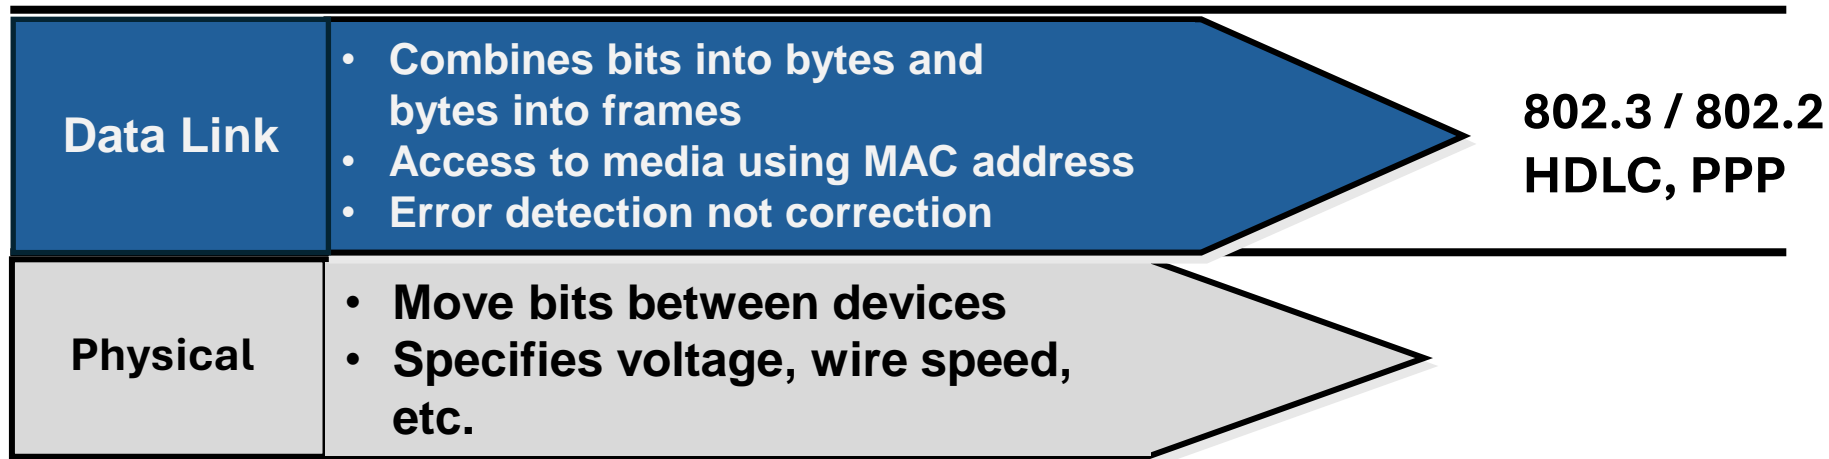 Data Link
• Combines bits into bytes and
bytes into frames
• Access to media using MAC address
• Error detection not correction
802.3 / 802.2
HDLC, PPP
Physical
• Move bits between devices
• Specifies voltage, wire speed,
etc.